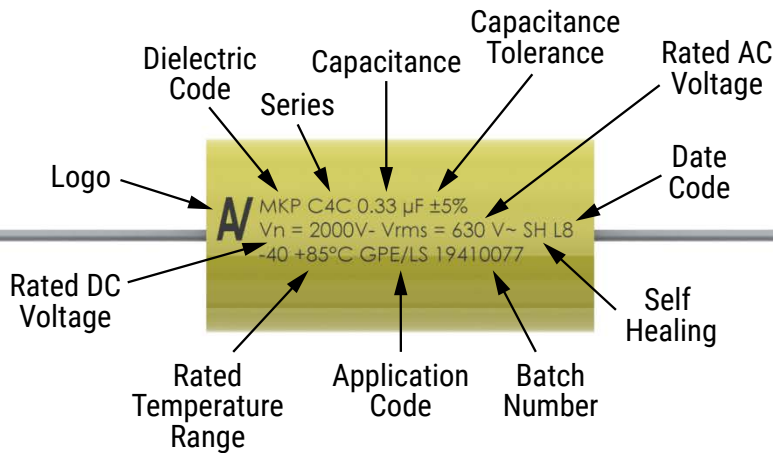 Dielectric
Code
Series
Capacitance
Capacitance
Tolerance
Rated AC
Voltage
Logo
Date
Code
MKP C4C 0.33 µF ±5%
Vn = 2000V- Vrms = 630 V~ SH L8
-40 +85°C GPE/LS 19410077
Rated DC
Voltage
Rated
Temperature
Range
Application
Code
Batch
Number
Self
Healing